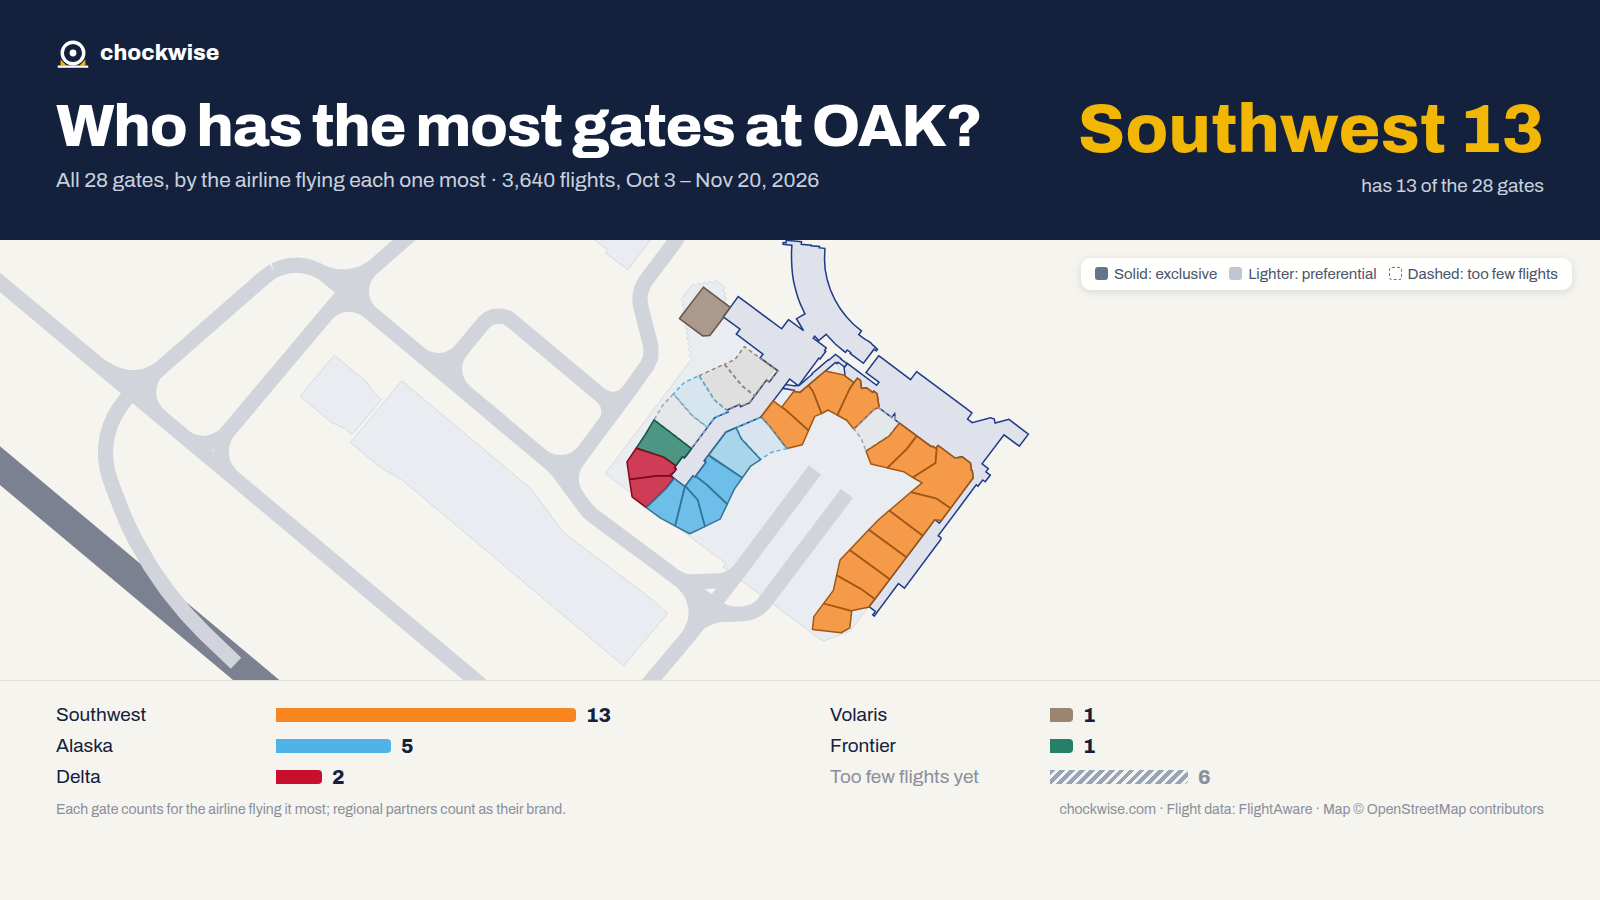 chockwise
Who has the most gates at OAK?
Southwest 13
All 28 gates, by the airline flying each one most · 3,640 flights, Oct 3 – Nov 20, 2026
has 13 of the 28 gates
Solid: exclusive
Lighter: preferential
Dashed: too few flights
Southwest 13
Alaska 5
Delta 2
Volaris 1
Frontier 1
Too few flights yet 6
Each gate counts for the airline flying it most; regional partners count as their brand.
chockwise.com · Flight data: FlightAware · Map © OpenStreetMap contributors